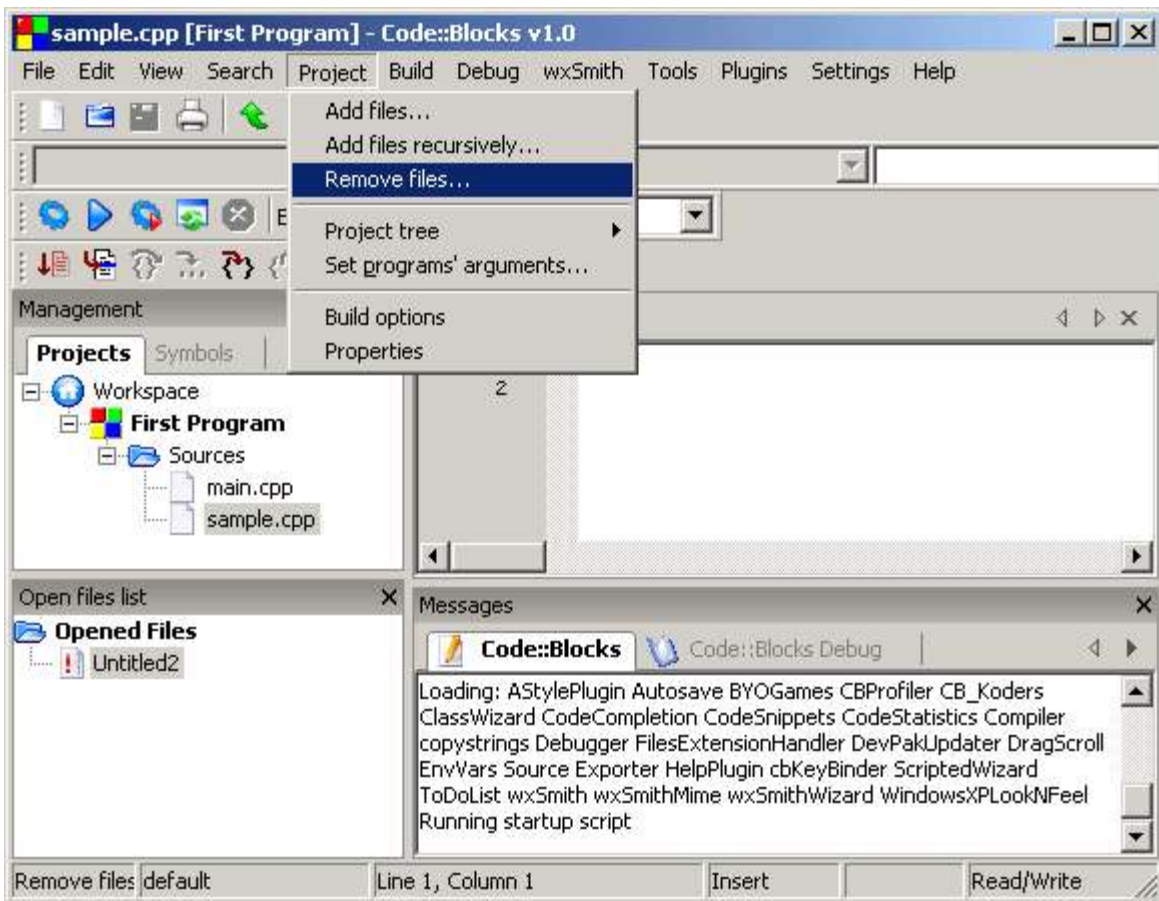 sample.cpp [First Program] - Code::Blocks v1.0
File Edit View Search Project Build Debug wxSmith Tools Plugins Settings Help
Add files...
Add files recursively...
Remove files...
Project tree
Set programs' arguments...
Build options
Properties
Management
Projects Symbols
Workspace
First Program
Sources
main.cpp
sample.cpp
2
Open files list
Opened Files
Untitled2
Messages
Code::Blocks Code::Blocks Debug
Loading: AStylePlugin Autosave BYOGames CBProfiler CB_Koders
ClassWizard CodeCompletion CodeSnippets CodeStatistics Compiler
copystrings Debugger FilesExtensionHandler DevPakUpdater DragScroll
EnvVars Source Exporter HelpPlugin cbKeyBinder ScriptedWizard
ToDoList wxSmith wxSmithMime wxSmithWizard WindowsXPLookNFeel
Running startup script
Remove files default Line 1, Column 1 Insert Read/Write